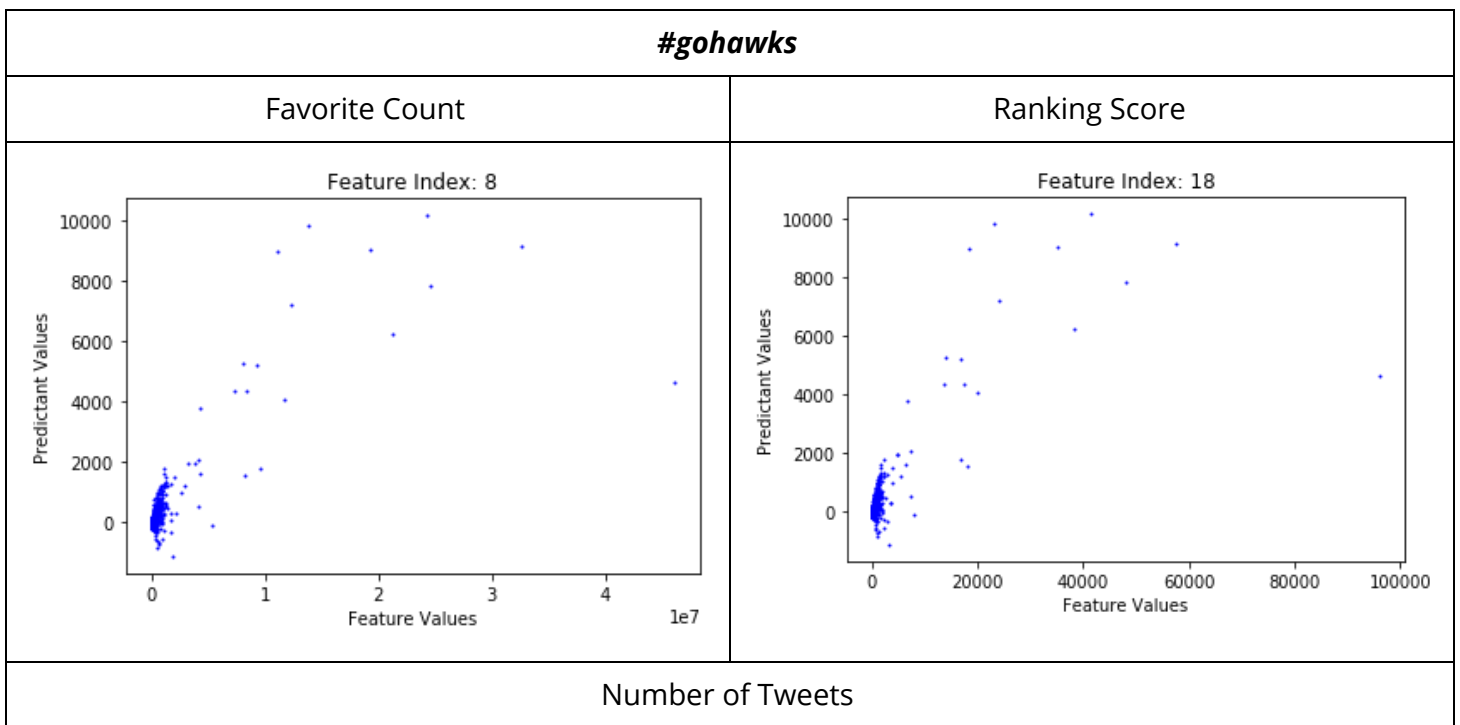 #gohawks
Favorite Count
Ranking Score
Feature Index: 8
10000
8000
6000
4000
2000
0
Predictant Values
0 1 2 3 4
1e7
Feature Values
Feature Index: 18
10000
8000
6000
4000
2000
0
Predictant Values
0 20000 40000 60000 80000 100000
Feature Values
Number of Tweets